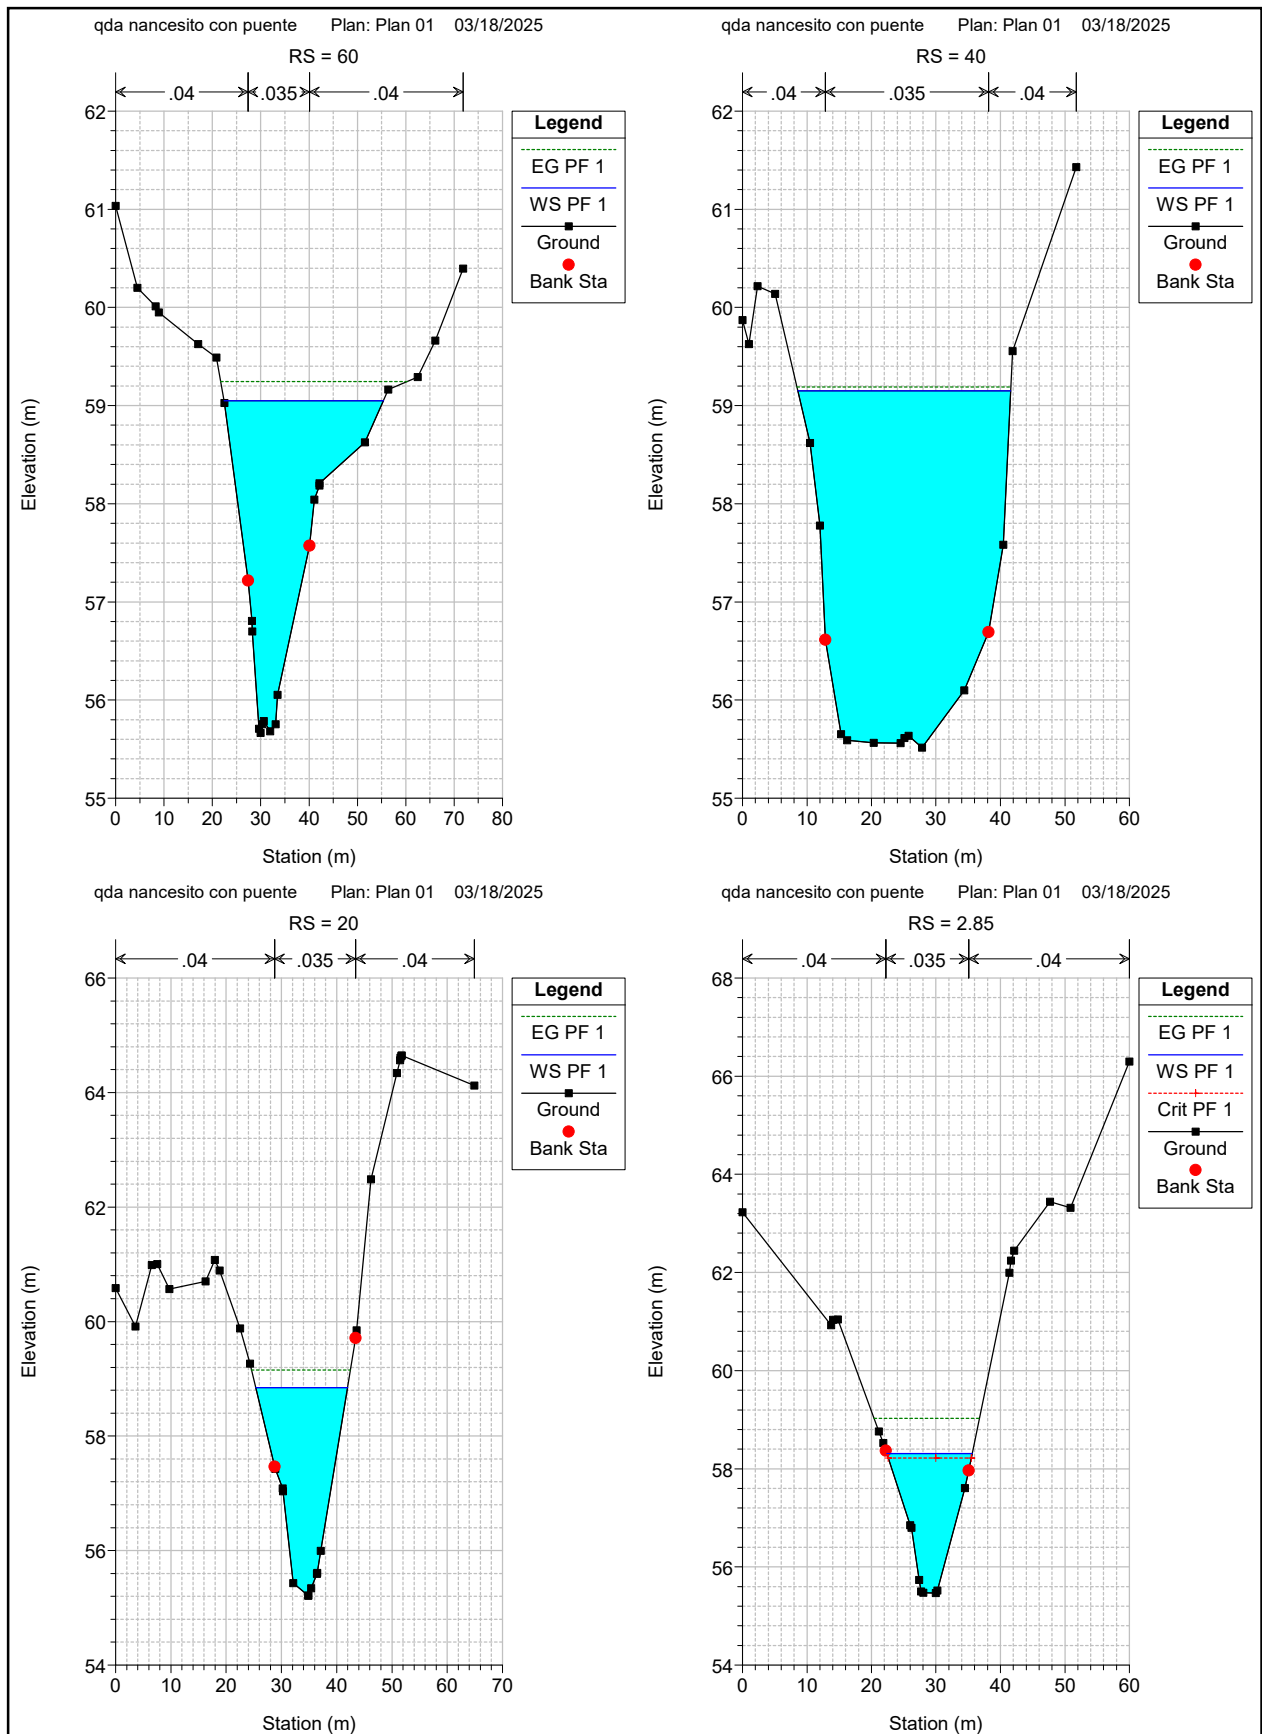 qda nancesito con puente Plan: Plan 01 03/18/2025
RS = 60
.04 .035 .04
62
61
60
59
58
57
56
55
0 10 20 30 40 50 60 70 80
Station (m)
Elevation (m)
Legend
EG PF 1
WS PF 1
Ground
Bank Sta
qda nancesito con puente Plan: Plan 01 03/18/2025
RS = 40
.04 .035 .04
62
61
60
59
58
57
56
55
0 10 20 30 40 50 60
Station (m)
Elevation (m)
Legend
EG PF 1
WS PF 1
Ground
Bank Sta
qda nancesito con puente Plan: Plan 01 03/18/2025
RS = 20
.04 .035 .04
66
64
62
60
58
56
54
0 10 20 30 40 50 60 70
Station (m)
Elevation (m)
Legend
EG PF 1
WS PF 1
Ground
Bank Sta
qda nancesito con puente Plan: Plan 01 03/18/2025
RS = 2.85
.04 .035 .04
68
66
64
62
60
58
56
54
0 10 20 30 40 50 60
Station (m)
Elevation (m)
Legend
EG PF 1
WS PF 1
Crit PF 1
Ground
Bank Sta